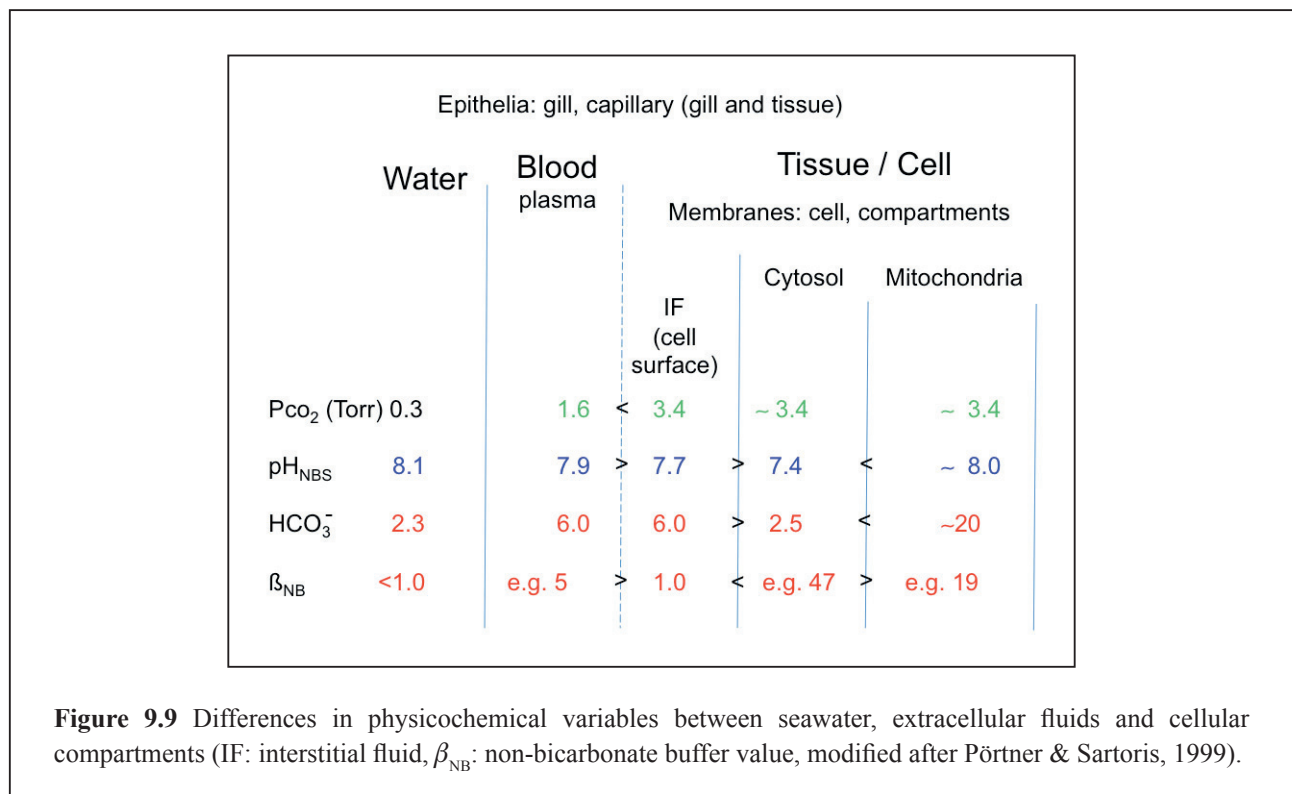 Epithelia: gill, capillary (gill and tissue)
Water
Blood
plasma
Tissue / Cell
Membranes: cell, compartments
Cytosol Mitochondria
IF
(cell
surface)
Pco₂ (Torr) 0.3 1.6 < 3.4 ~ 3.4 ~ 3.4
pH_NBS 8.1 7.9 > 7.7 > 7.4 < ~ 8.0
HCO₃⁻ 2.3 6.0 6.0 > 2.5 < ~20
ß_NB <1.0 e.g. 5 > 1.0 < e.g. 47 > e.g. 19
Figure 9.9 Differences in physicochemical variables between seawater, extracellular fluids and cellular
compartments (IF: interstitial fluid, β_NB: non-bicarbonate buffer value, modified after Pörtner & Sartoris, 1999).